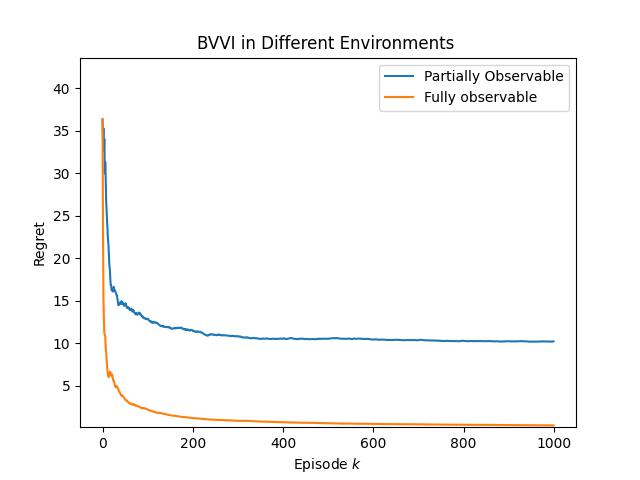 BVVI in Different Environments
Partially Observable
Fully observable
Regret
40
35
30
25
20
15
10
5
0
200
400
600
800
1000
Episode k